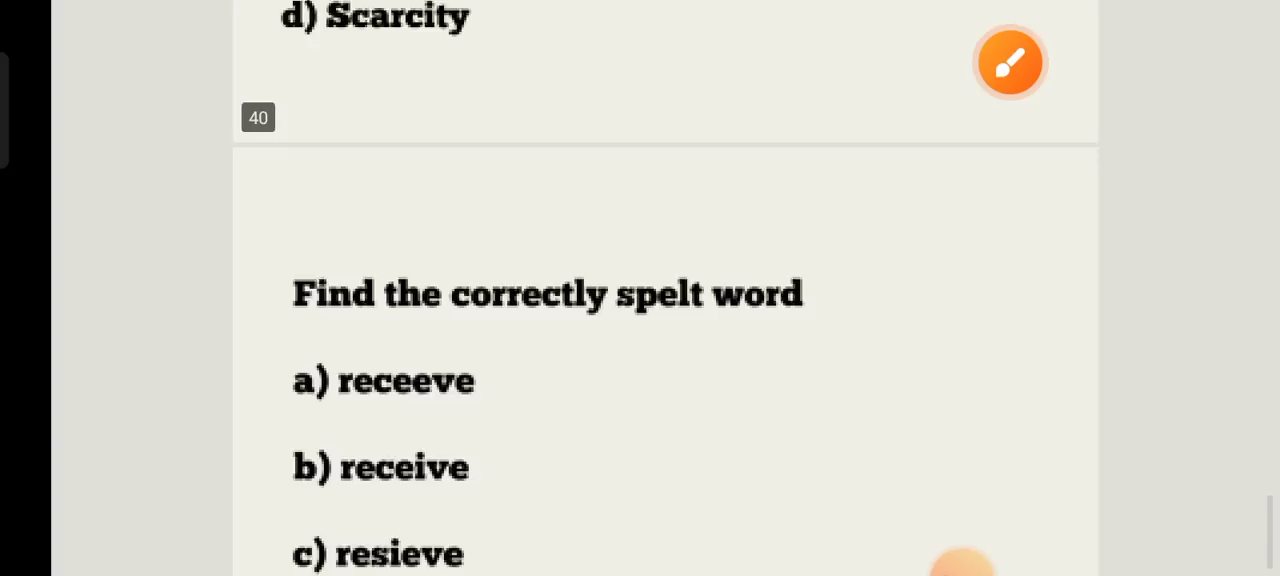 d) Scarcity
40
Find the correctly spelt word
a) receeve
b) receive
c) resieve